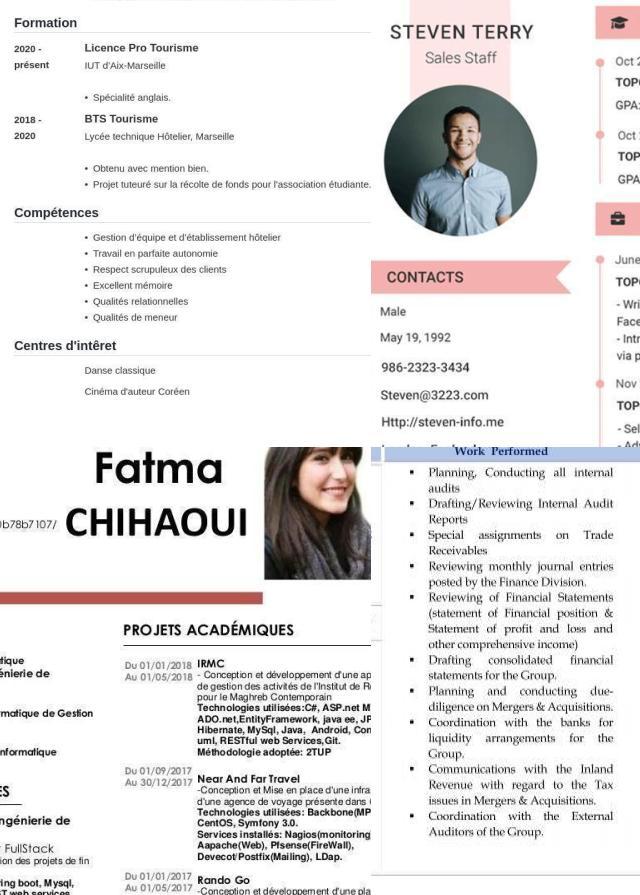 Formation
2020 - présent
Licence Pro Tourisme
IUT d'Aix-Marseille
• Spécialité anglais.
2018 - 2020
BTS Tourisme
Lycée technique Hôtelier, Marseille
• Obtenu avec mention bien.
• Projet tuteuré sur la récolte de fonds pour l'association étudiante.
Compétences
• Gestion d'équipe et d'établissement hôtelier
• Travail en parfaite autonomie
• Respect scrupuleux des clients
• Excellent mémoire
• Qualités relationnelles
• Qualités de meneur
Centres d'intêret
Danse classique
Cinéma d'auteur Coréen
STEVEN TERRY
Sales Staff
CONTACTS
Male
May 19, 1992
986-2323-3434
Steven@3223.com
Http://steven-info.me
Oct 2
TOPC
GPA:
Oct
TOP
GPA
June
TOPC
- Wri
Face
- Intr
via p
Nov
TOP
- Sel
Fatma
CHIHAOUI
0b78b7107/
PROJETS ACADÉMIQUES
Du 01/01/2018
Au 01/05/2018
IRMC
- Conception et développement d'une ap
de gestion des activités de l'Institut de R
pour le Maghreb Contemporain
Technologies utilisées:C#, ASP.net M
ADO.net,EntityFramework, java ee, JP
Hibernate, MySql, Java, Android, Con
uml, RESTful web Services,Git.
Méthodologie adoptée: 2TUP
Du 01/09/2017
Au 30/12/2017
Near And Far Travel
-Conception et Mise en place d'une infra
d'une agence de voyage présente dans
Technologies utilisées: Backbone(MP
CentOS, Symfony 3.0.
Services installés: Nagios(monitoring)
Aapache(Web), Pfsense(FireWall),
Devecot/Postfix(Mailing), LDap.
Du 01/01/2017
Au 01/05/2017
Rando Go
-Conception et développement d'une pla
tique
énierie de
rmatique de Gestion
nformatique
ES
ngénierie de
r FullStack
tion des projets de fin
ring boot, Mysql,
ST web services
Work Performed
▪ Planning, Conducting all internal
audits
▪ Drafting/Reviewing Internal Audit
Reports
▪ Special assignments on Trade
Receivables
▪ Reviewing monthly journal entries
posted by the Finance Division.
▪ Reviewing of Financial Statements
(statement of Financial position &
Statement of profit and loss and
other comprehensive income)
▪ Drafting consolidated financial
statements for the Group.
▪ Planning and conducting due-
diligence on Mergers & Acquisitions.
▪ Coordination with the banks for
liquidity arrangements for the
Group.
▪ Communications with the Inland
Revenue with regard to the Tax
issues in Mergers & Acquisitions.
▪ Coordination with the External
Auditors of the Group.